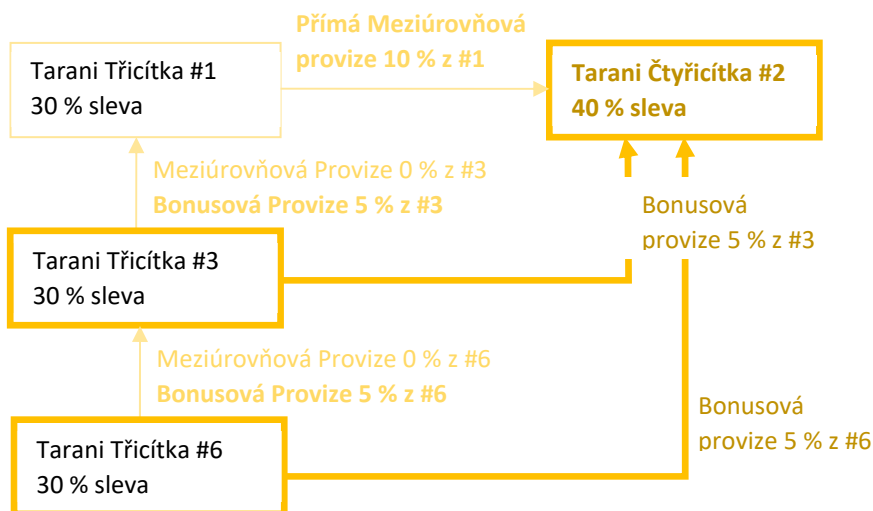 Přímá Meziúrovňová
provize 10 % z #1
Tarani Třicítka #1
30 % sleva
Tarani Čtyřicítka #2
40 % sleva
Meziúrovňová Provize 0 % z #3
Bonusová Provize 5 % z #3
Bonusová
provize 5 % z #3
Tarani Třicítka #3
30 % sleva
Meziúrovňová Provize 0 % z #6
Bonusová Provize 5 % z #6
Bonusová
provize 5 % z #6
Tarani Třicítka #6
30 % sleva